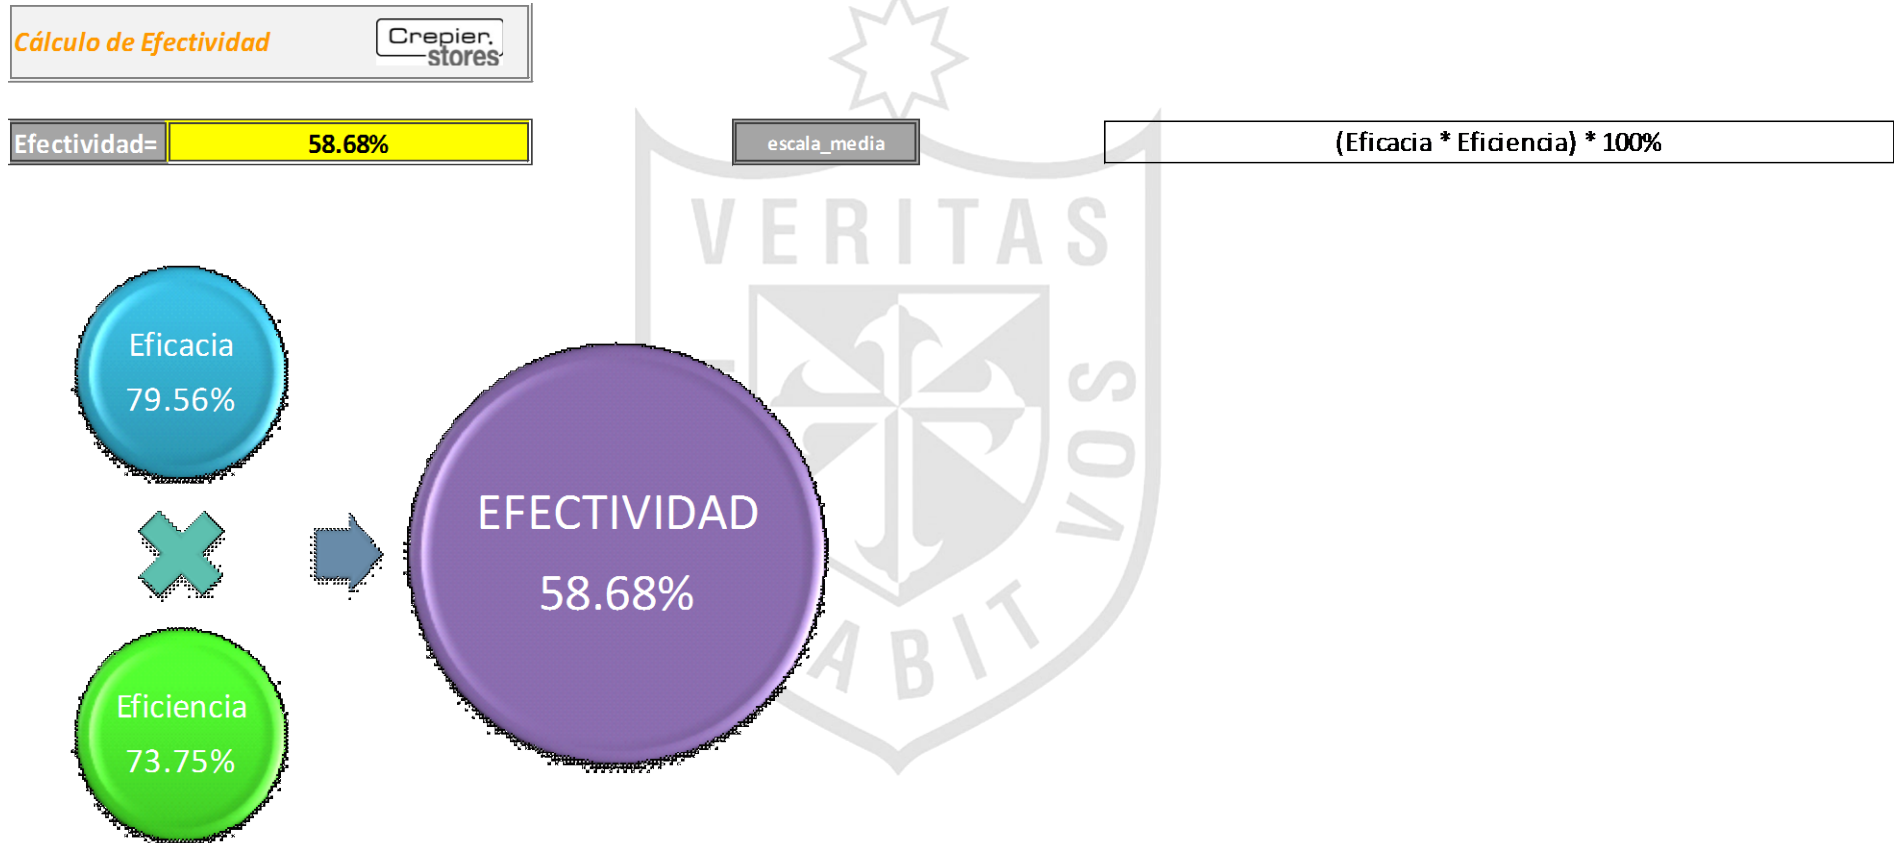 Cálculo de Efectividad
Crepier.
stores
Efectividad=
58.68%
escala_media
(Eficacia * Eficiencia) * 100%
VERITAS
VOS
ABIT
Eficacia
79.56%
EFECTIVIDAD
58.68%
Eficiencia
73.75%